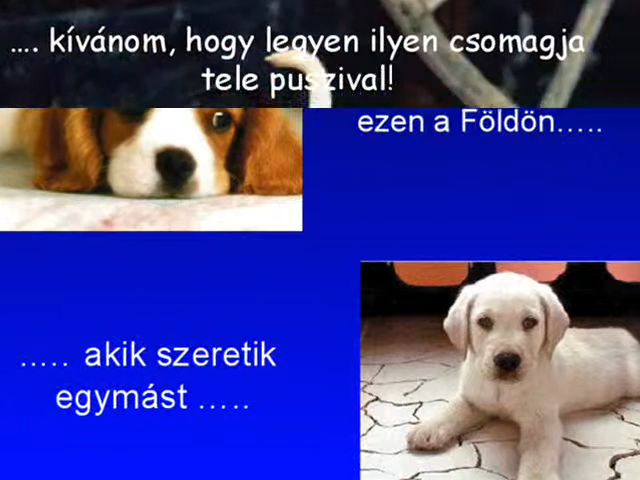 …. kívánom, hogy legyen ilyen csomagja
tele puszival!
ezen a Földön…..
….. akik szeretik
egymást …..